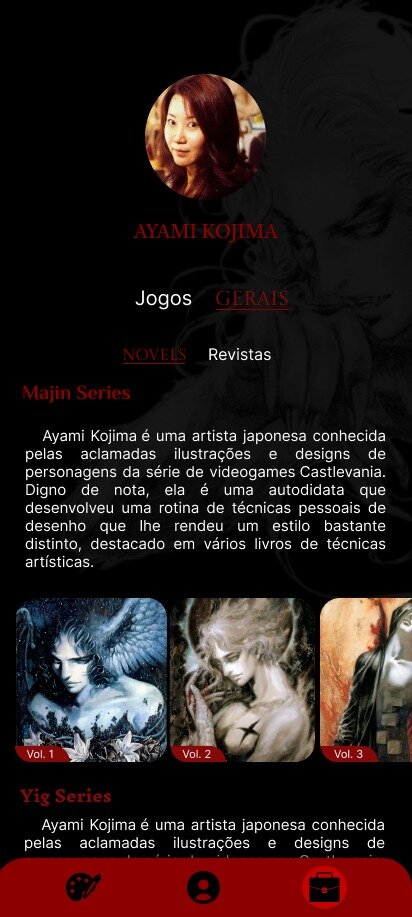 AYAMI KOJIMA
Jogos GERAIS
NOVELS Revistas
Majin Series
Ayami Kojima é uma artista japonesa conhecida
pelas aclamadas ilustrações e designs de
personagens da série de videogames Castlevania.
Digno de nota, ela é uma autodidata que
desenvolveu uma rotina de técnicas pessoais de
desenho que lhe rendeu um estilo bastante
distinto, destacado em vários livros de técnicas
artísticas.
Vol. 1 Vol. 2 Vol. 3
Yig Series
Ayami Kojima é uma artista japonesa conhecida
pelas aclamadas ilustrações e designs de